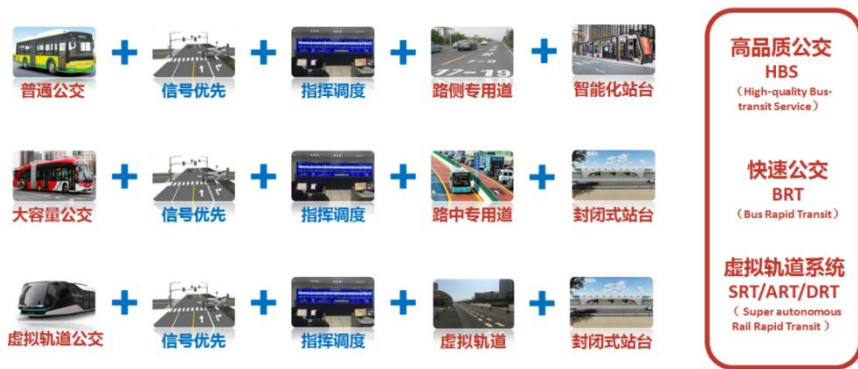 普通公交
信号优先
指挥调度
路侧专用道
智能化站台
高品质公交
HBS
（High-quality Bus-
transit Service）
大容量公交
信号优先
指挥调度
路中专用道
封闭式站台
快速公交
BRT
(Bus Rapid Transit)
虚拟轨道公交
信号优先
指挥调度
虚拟轨道
封闭式站台
虚拟轨道系统
SRT/ART/DRT
（ Super autonomous
Rail Rapid Transit ）